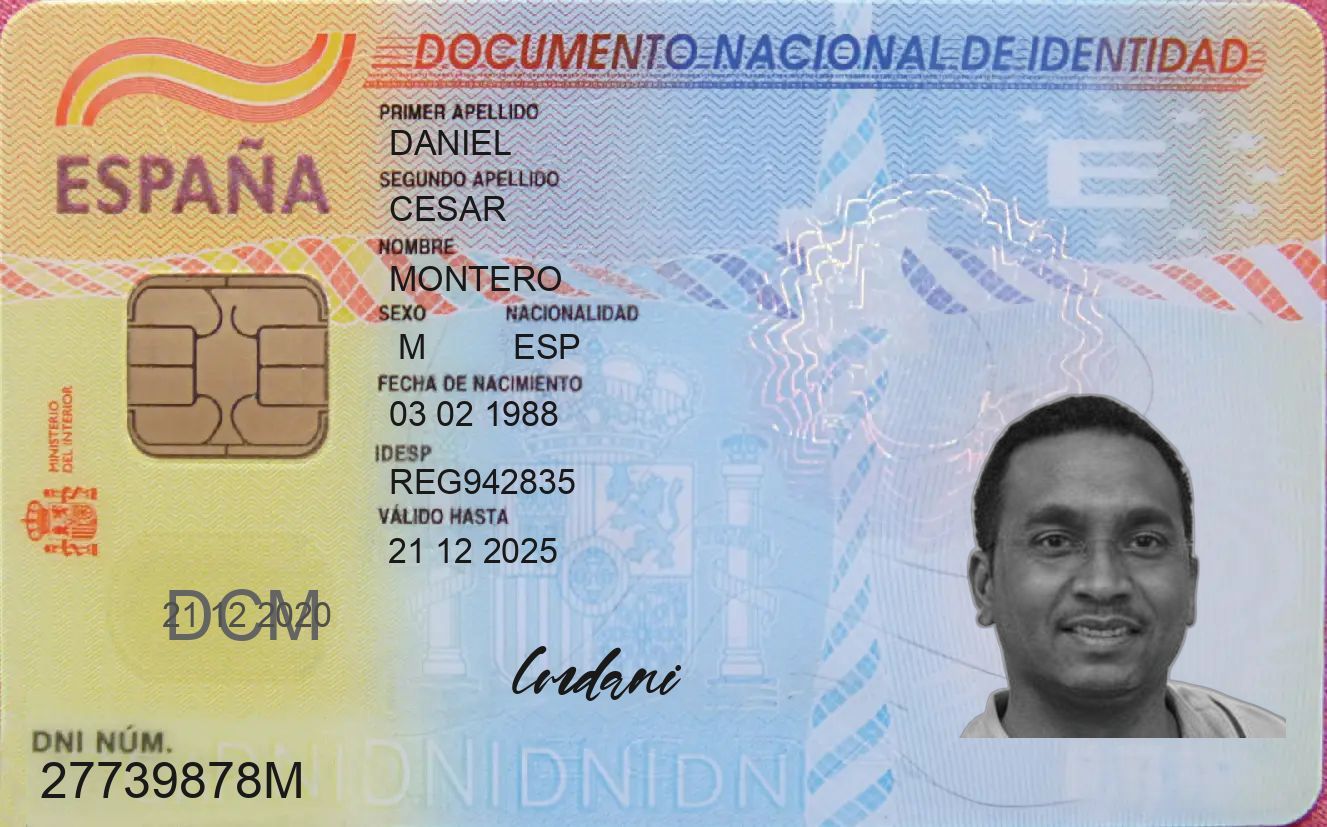 DOCUMENTO NACIONAL DE IDENTIDAD
ESPAÑA
PRIMER APELLIDO
DANIEL
SEGUNDO APELLIDO
CESAR
NOMBRE
MONTERO
SEXO NACIONALIDAD
M ESP
FECHA DE NACIMIENTO
03 02 1988
IDESP
REG942835
VÁLIDO HASTA
21 12 2025
MINISTERIO
DEL INTERIOR
E
21 12 2020
DCM
DNI NÚM.
27739878M
DNIDNIDNIDNI